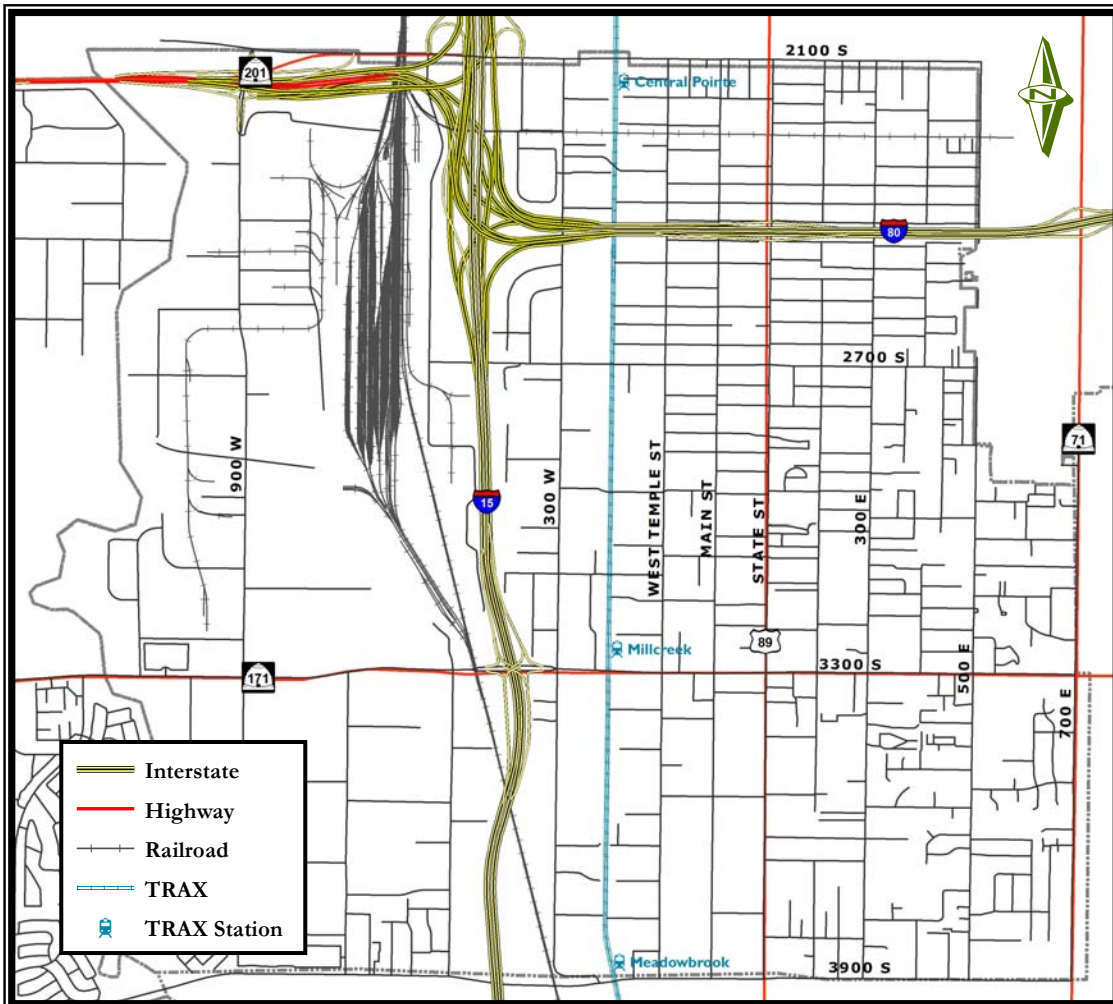 2100 S
201
Central Pointe
N
80
2700 S
71
900 W
15
300 W
WEST TEMPLE ST
MAIN ST
STATE ST
300 E
89
Millcreek
3300 S
171
500 E
700 E
Interstate
Highway
Railroad
TRAX
TRAX Station
Meadowbrook
3900 S